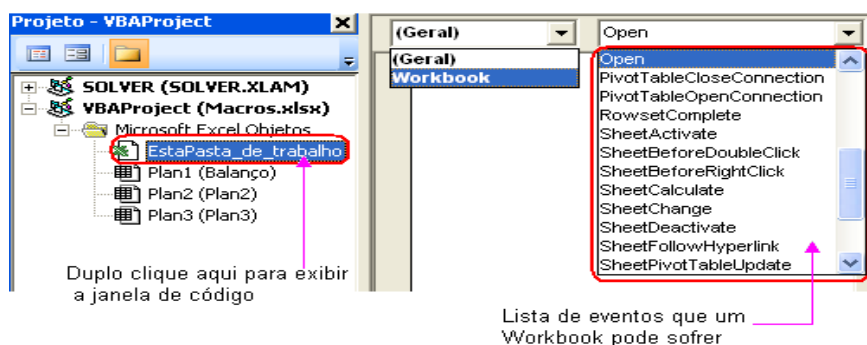 Projeto - VBAProject
SOLVER (SOLVER.XLAM)
VBAProject (Macros.xlsx)
Microsoft Excel Objetos
EstaPasta_de_trabalho
Plan1 (Balanço)
Plan2 (Plan2)
Plan3 (Plan3)
Duplo clique aqui para exibir
a janela de código
(Geral)
(Geral)
Workbook
Open
Open
PivotTableCloseConnection
PivotTableOpenConnection
RowsetComplete
SheetActivate
SheetBeforeDoubleClick
SheetBeforeRightClick
SheetCalculate
SheetChange
SheetDeactivate
SheetFollowHyperlink
SheetPivotTableUpdate
Lista de eventos que um
Workbook pode sofrer